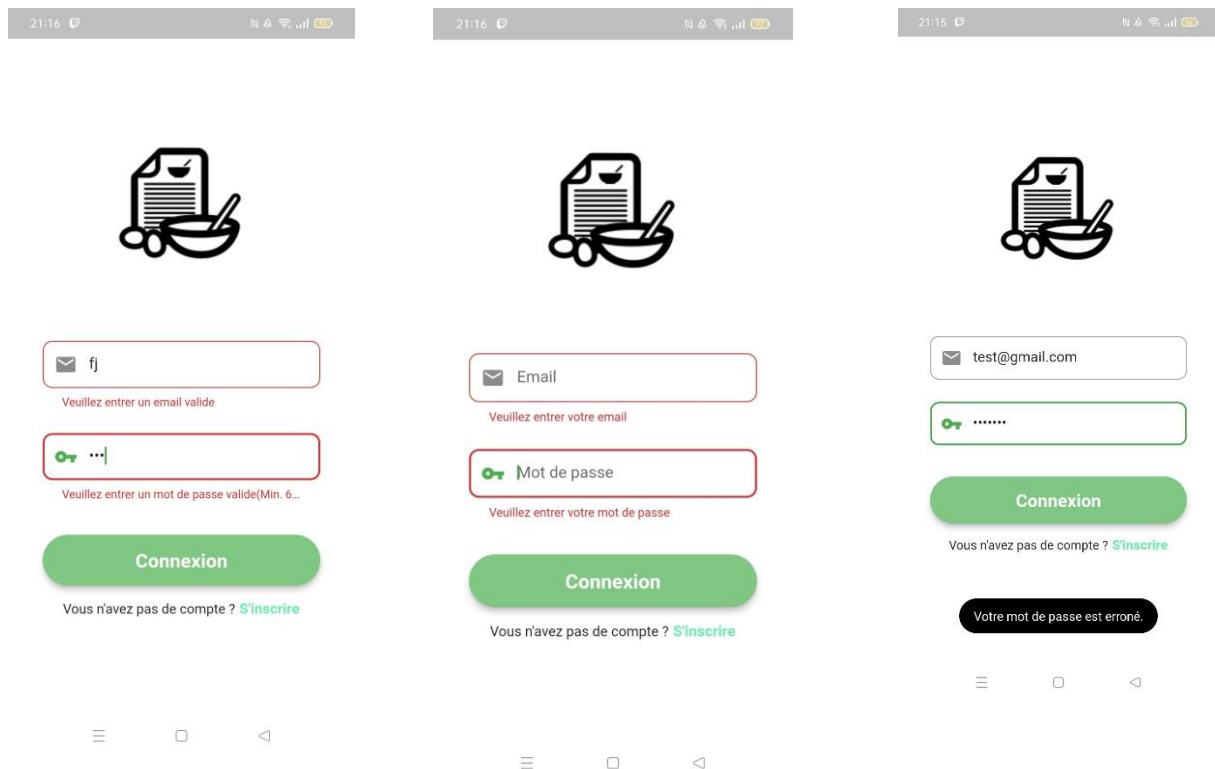 21:16
fj
Veuillez entrer un email valide
•••
Veuillez entrer un mot de passe valide(Min. 6...
Connexion
Vous n'avez pas de compte ? S'inscrire
21:16
Email
Veuillez entrer votre email
Mot de passe
Veuillez entrer votre mot de passe
Connexion
Vous n'avez pas de compte ? S'inscrire
21:15
test@gmail.com
•••••••
Connexion
Vous n'avez pas de compte ? S'inscrire
Votre mot de passe est erroné.